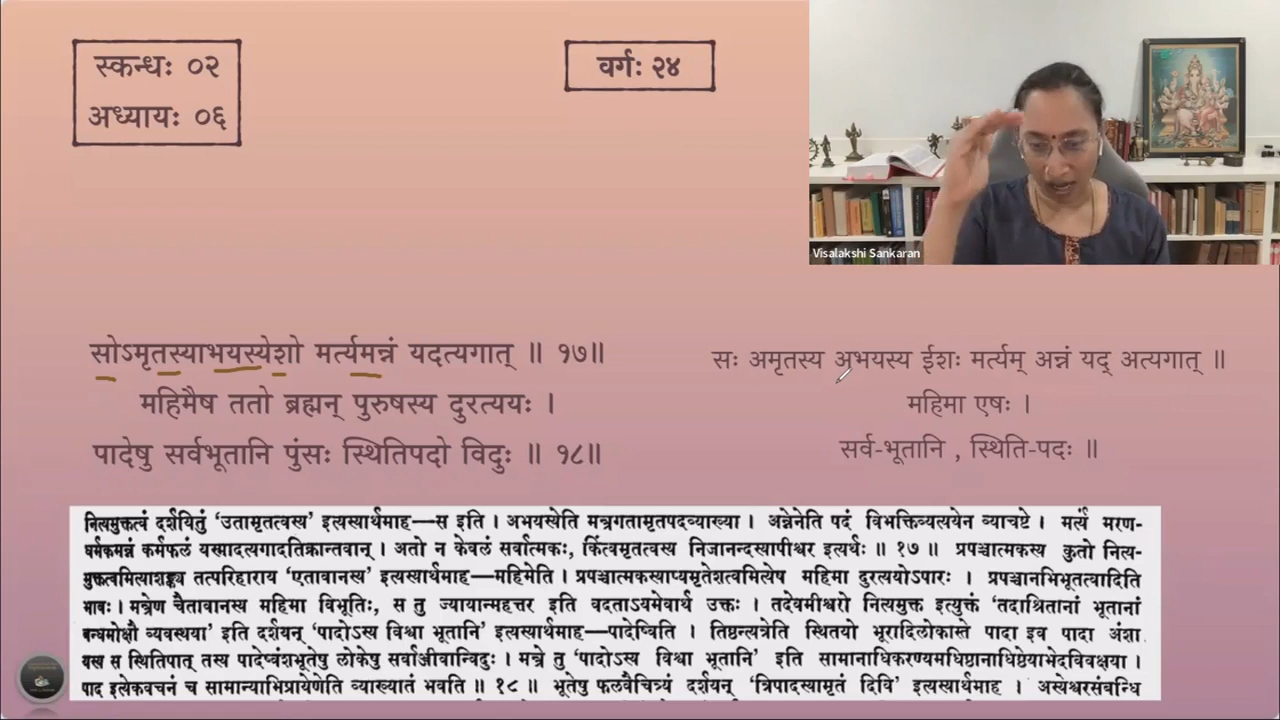 स्कन्धः ०२
अध्यायः ०६
वर्गः २४
Visalakshi Sankaran
सोऽमृतस्याभयस्येशो मर्त्यमन्नं यदत्यगात् ॥ १७॥
महिमैष ततो ब्रह्मन् पुरुषस्य दुरत्ययः ।
पादेषु सर्वभूतानि पुंसः स्थितिपदो विदुः ॥ १८॥
सः अमृतस्य अभयस्य ईशः मर्त्यम् अन्नं यद् अत्यगात् ॥
महिमा एषः ।
सर्व-भूतानि , स्थिति-पदः ॥
नित्यमुक्तत्वं दर्शयितुं 'उतामृतत्वस्य' इत्यस्यार्थमाह—स इति । अभयस्येति मन्त्रगतामृतपदव्याख्या । अन्नेनेति पदं विभक्तिव्यत्ययेन व्याचष्टे । मर्त्यं मरण-
धर्मकमन्नं कर्मफलं यस्मादत्यगादतिक्रान्तवान् । अतो न केवलं सर्वात्मकः, किंत्वमृतत्वस्य निजानन्दस्यापीश्वर इत्यर्थः ॥ १७ ॥ प्रपञ्चात्मकस्य कुतो नित्य-
मुक्तत्वमित्याशङ्क्य तत्परिहाराय 'एतावानस्य' इत्यस्यार्थमाह—महिमेति । प्रपञ्चात्मकस्याप्यमृतेशत्वमित्येष महिमा दुरत्ययोऽपारः । प्रपञ्चानभिभूतत्वादिति
भावः । मन्त्रेण चैतावानस्य महिमा विभूतिः, स तु ज्यायान्महत्तर इति वदताऽयमेवार्थ उक्तः । तदेवमीश्वरो नित्यमुक्त इत्युक्तं 'तदाश्रितानां भूतानां
बन्धमोक्षौ व्यवस्थया' इति दर्शयन् 'पादोऽस्य विश्वा भूतानि' इत्यस्यार्थमाह—पादेष्विति । तिष्ठन्त्यत्रेति स्थितयो भूरादिलोकास्ते पादा इव पादा अंशा
यस्य स स्थितिपात् तस्य पादेष्वंशभूतेषु लोकेषु सर्वाञ्जीवान्विदुः । मन्त्रे तु 'पादोऽस्य विश्वा भूतानि' इति सामानाधिकरण्यमधिष्ठानाधिष्ठेयाभेदविवक्षया ।
पाद इत्येकवचनं च सामान्याभिप्रायेणेति व्याख्यातं भवति ॥ १८ ॥ भूतेषु फलवैचित्र्यं दर्शयन् 'त्रिपादस्यामृतं दिवि' इत्यस्यार्थमाह । अस्येश्वरसंबन्धि